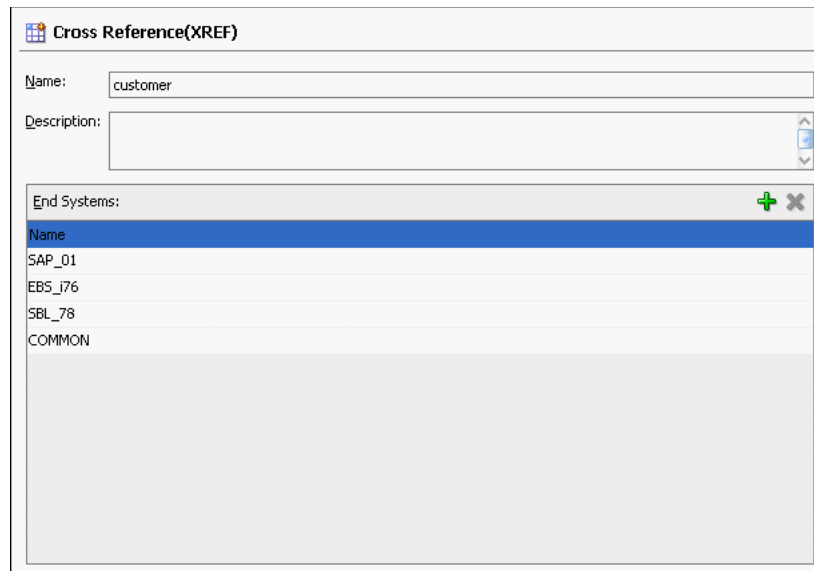 Cross Reference(XREF)
Name: customer
Description:
End Systems:
Name
SAP_01
EBS_i76
SBL_78
COMMON